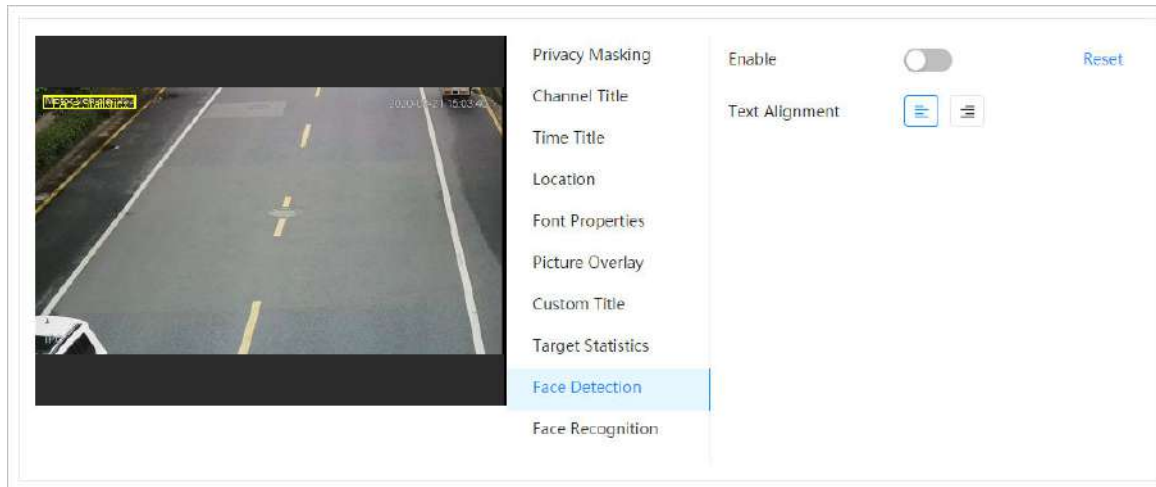 Privacy Masking
Channel Title
Time Title
Location
Font Properties
Picture Overlay
Custom Title
Target Statistics
Face Detection
Face Recognition
Enable
Reset
Text Alignment